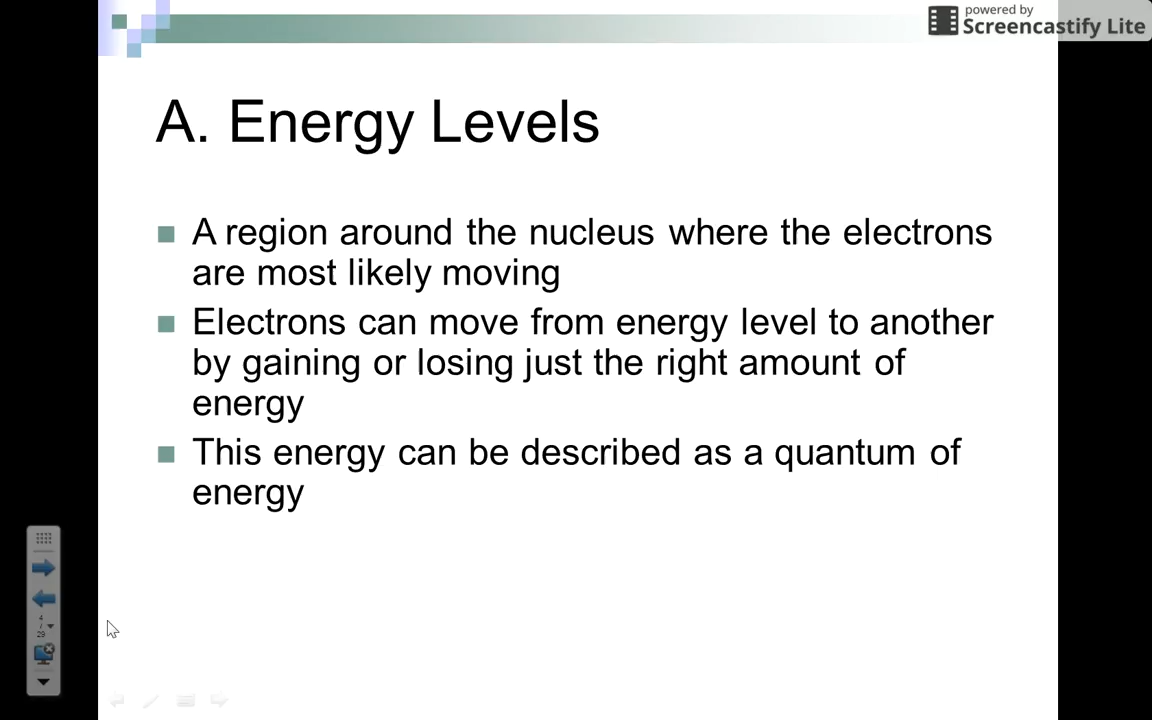 powered by
Screencastify Lite
A. Energy Levels
A region around the nucleus where the electrons
are most likely moving
Electrons can move from energy level to another
by gaining or losing just the right amount of
energy
This energy can be described as a quantum of
energy
4
/
29